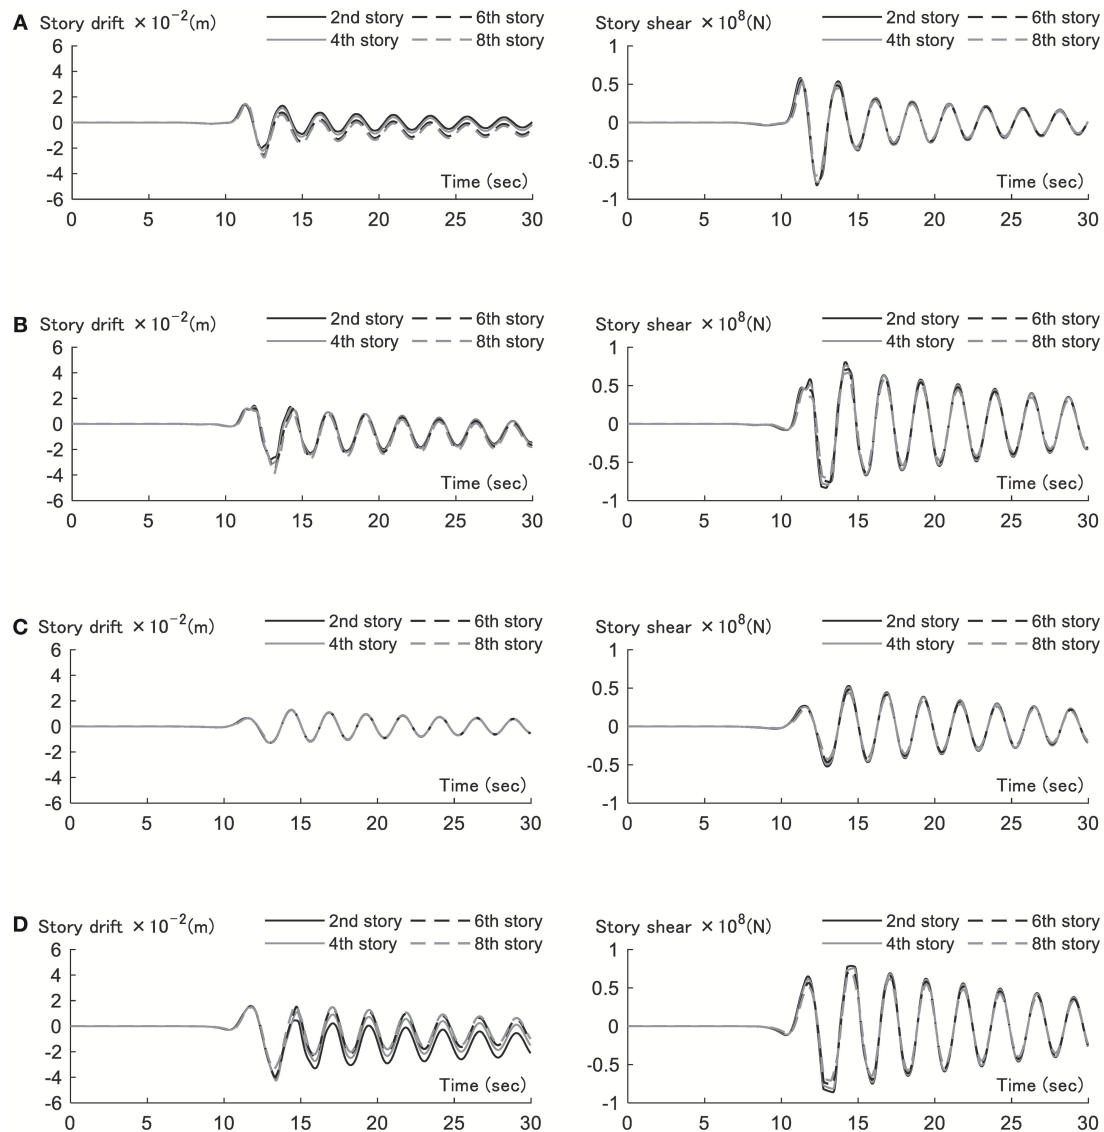 A Story drift ×10⁻²(m) 2nd story 6th story Story shear ×10⁸(N) 2nd story 6th story
4th story 8th story 4th story 8th story
6 1
4 0.5
2
0 0
-2 -0.5
-4 Time (sec) Time (sec)
-6 -1
0 5 10 15 20 25 30 0 5 10 15 20 25 30
B Story drift ×10⁻²(m) 2nd story 6th story Story shear ×10⁸(N) 2nd story 6th story
4th story 8th story 4th story 8th story
6 1
4 0.5
2
0 0
-2 -0.5
-4 Time (sec) Time (sec)
-6 -1
0 5 10 15 20 25 30 0 5 10 15 20 25 30
C Story drift ×10⁻²(m) 2nd story 6th story Story shear ×10⁸(N) 2nd story 6th story
4th story 8th story 4th story 8th story
6 1
4 0.5
2
0 0
-2 -0.5
-4 Time (sec) Time (sec)
-6 -1
0 5 10 15 20 25 30 0 5 10 15 20 25 30
D Story drift ×10⁻²(m) 2nd story 6th story Story shear ×10⁸(N) 2nd story 6th story
4th story 8th story 4th story 8th story
6 1
4 0.5
2
0 0
-2 -0.5
-4 Time (sec) Time (sec)
-6 -1
0 5 10 15 20 25 30 0 5 10 15 20 25 30